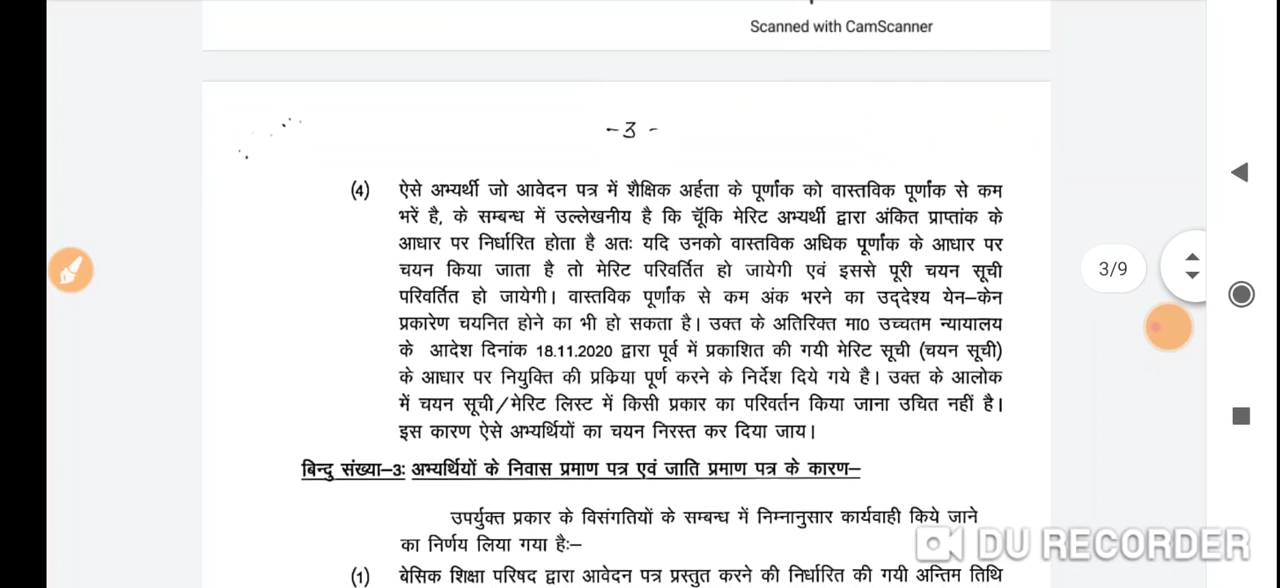 Scanned with CamScanner
-3-
(4) ऐसे अभ्यर्थी जो आवेदन पत्र में शैक्षिक अर्हता के पूर्णांक को वास्तविक पूर्णांक से कम
भरें है, के सम्बन्ध में उल्लेखनीय है कि चूॅकि मेरिट अभ्यर्थी द्वारा अंकित प्राप्तांक के
आधार पर निर्धारित होता है अतः यदि उनको वास्तविक अधिक पूर्णांक के आधार पर
चयन किया जाता है तो मेरिट परिवर्तित हो जायेगी एवं इससे पूरी चयन सूची
परिवर्तित हो जायेगी। वास्तविक पूर्णांक से कम अंक भरने का उद्देश्य येन-केन
प्रकारेण चयनित होने का भी हो सकता है। उक्त के अतिरिक्त मा0 उच्चतम न्यायालय
के आदेश दिनांक 18.11.2020 द्वारा पूर्व में प्रकाशित की गयी मेरिट सूची (चयन सूची)
के आधार पर नियुक्ति की प्रक्रिया पूर्ण करने के निर्देश दिये गये है। उक्त के आलोक
में चयन सूची/मेरिट लिस्ट में किसी प्रकार का परिवर्तन किया जाना उचित नहीं है।
इस कारण ऐसे अभ्यर्थियों का चयन निरस्त कर दिया जाय।
3/9
बिन्दु संख्या-3: अभ्यर्थियों के निवास प्रमाण पत्र एवं जाति प्रमाण पत्र के कारण-
उपर्युक्त प्रकार के विसंगतियों के सम्बन्ध में निम्नानुसार कार्यवाही किये जाने
का निर्णय लिया गया हैः-
DU RECORDER
(1) बेसिक शिक्षा परिषद द्वारा आवेदन पत्र प्रस्तुत करने की निर्धारित की गयी अन्तिम तिथि